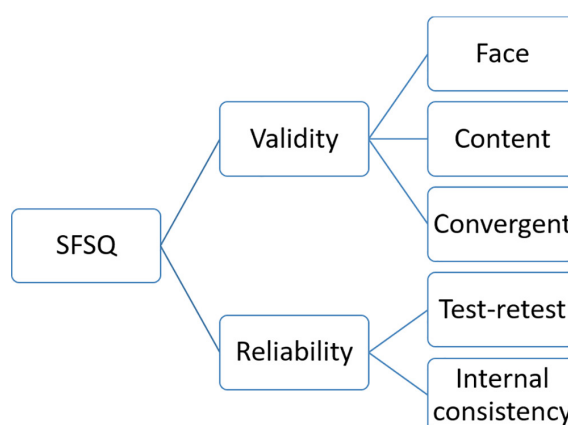 Face
Validity
Content
Convergent
SFSQ
Test-retest
Reliability
Internal
consistency